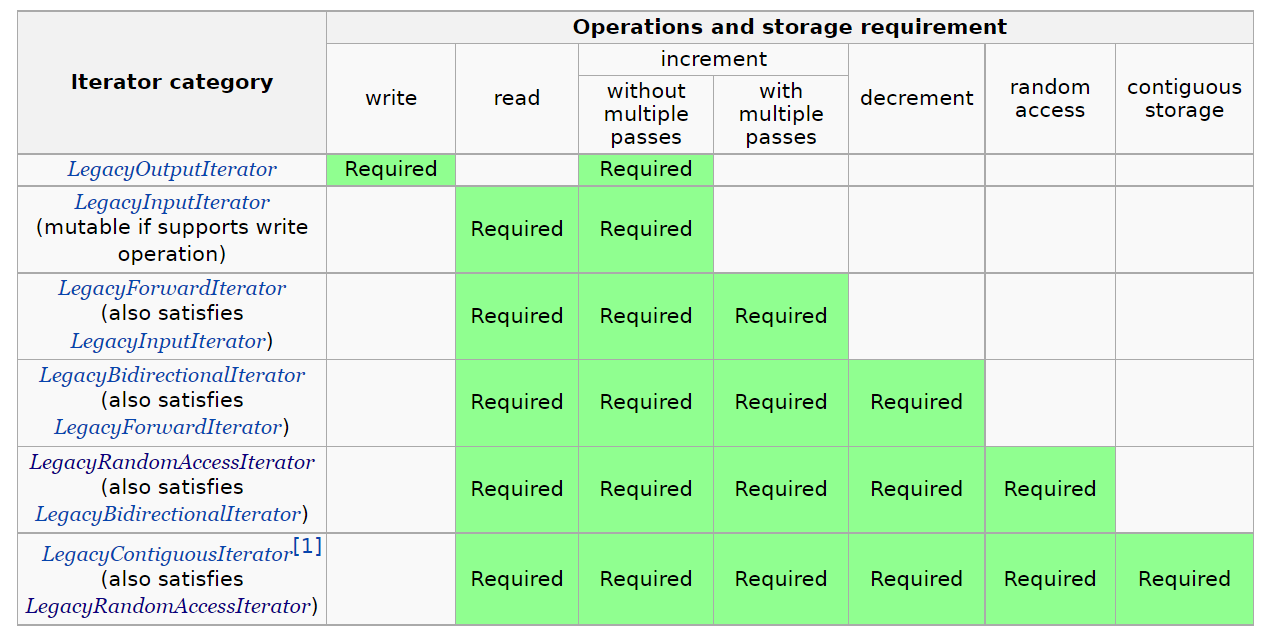 Operations and storage requirement
Iterator category
write
read
increment
without
multiple
passes
with
multiple
passes
decrement
random
access
contiguous
storage
LegacyOutputIterator
Required
Required
LegacyInputIterator
(mutable if supports write
operation)
Required
Required
LegacyForwardIterator
(also satisfies
LegacyInputIterator)
Required
Required
Required
LegacyBidirectionalIterator
(also satisfies
LegacyForwardIterator)
Required
Required
Required
Required
LegacyRandomAccessIterator
(also satisfies
LegacyBidirectionalIterator)
Required
Required
Required
Required
Required
LegacyContiguousIterator[1]
(also satisfies
LegacyRandomAccessIterator)
Required
Required
Required
Required
Required
Required